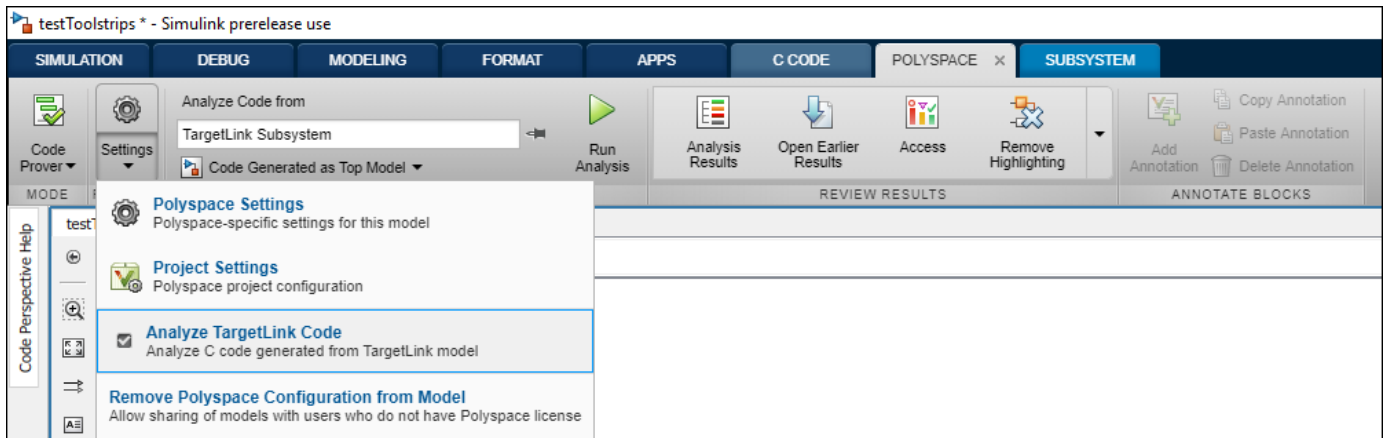 testToolstrips * - Simulink prerelease use
SIMULATION DEBUG MODELING FORMAT APPS C CODE POLYSPACE × SUBSYSTEM
Code
Prover
Settings
Analyze Code from
TargetLink Subsystem
Code Generated as Top Model
Run
Analysis
Analysis
Results
Open Earlier
Results
Access
Remove
Highlighting
Add
Annotation
Copy Annotation
Paste Annotation
Delete Annotation
MODE REVIEW RESULTS ANNOTATE BLOCKS
Code Perspective Help
Polyspace Settings
Polyspace-specific settings for this model
Project Settings
Polyspace project configuration
Analyze TargetLink Code
Analyze C code generated from TargetLink model
Remove Polyspace Configuration from Model
Allow sharing of models with users who do not have Polyspace license